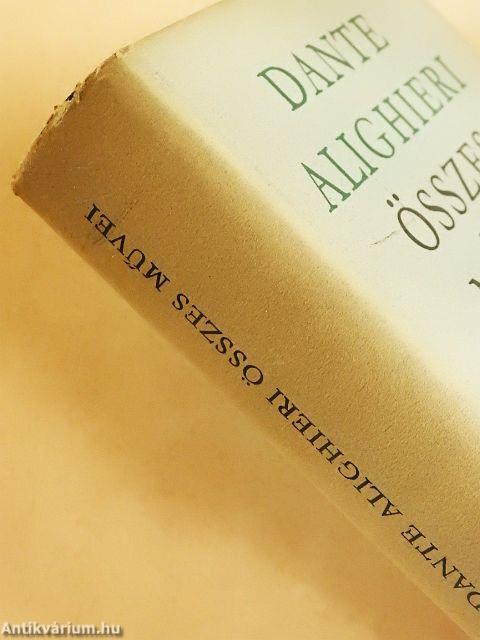 DANTE
ALIGHIERI
ÖSSZES
DANTE ALIGHIERI ÖSSZES MŰVEI
Antikvárium.hu